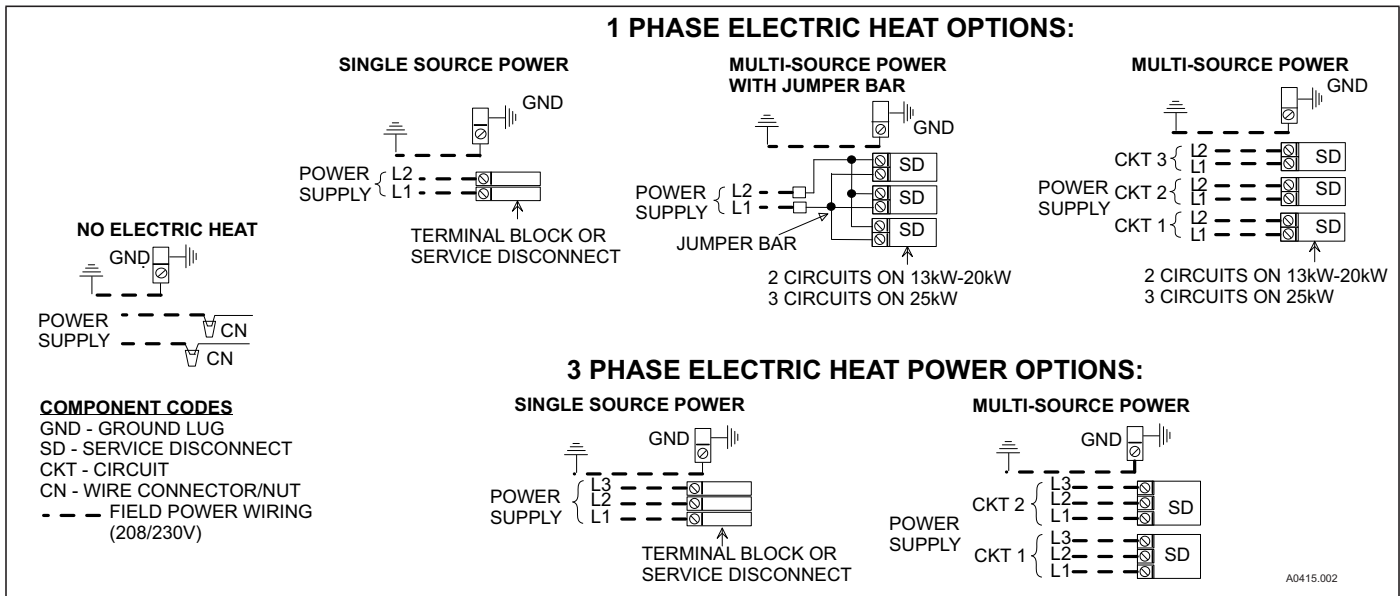 1 PHASE ELECTRIC HEAT OPTIONS:
SINGLE SOURCE POWER
GND
POWER
SUPPLY
L2
L1
TERMINAL BLOCK OR
SERVICE DISCONNECT
MULTI-SOURCE POWER
WITH JUMPER BAR
GND
POWER
SUPPLY
L2
L1
SD
SD
SD
JUMPER BAR
2 CIRCUITS ON 13kW-20kW
3 CIRCUITS ON 25kW
MULTI-SOURCE POWER
GND
POWER
SUPPLY
CKT 3
L2
L1
SD
CKT 2
L2
L1
SD
CKT 1
L2
L1
SD
2 CIRCUITS ON 13kW-20kW
3 CIRCUITS ON 25kW
NO ELECTRIC HEAT
GND
POWER
SUPPLY
CN
CN
COMPONENT CODES
GND - GROUND LUG
SD - SERVICE DISCONNECT
CKT - CIRCUIT
CN - WIRE CONNECTOR/NUT
FIELD POWER WIRING
(208/230V)
3 PHASE ELECTRIC HEAT POWER OPTIONS:
SINGLE SOURCE POWER
GND
POWER
SUPPLY
L3
L2
L1
TERMINAL BLOCK OR
SERVICE DISCONNECT
MULTI-SOURCE POWER
GND
POWER
SUPPLY
CKT 2
L3
L2
L1
SD
CKT 1
L3
L2
L1
SD
A0415.002